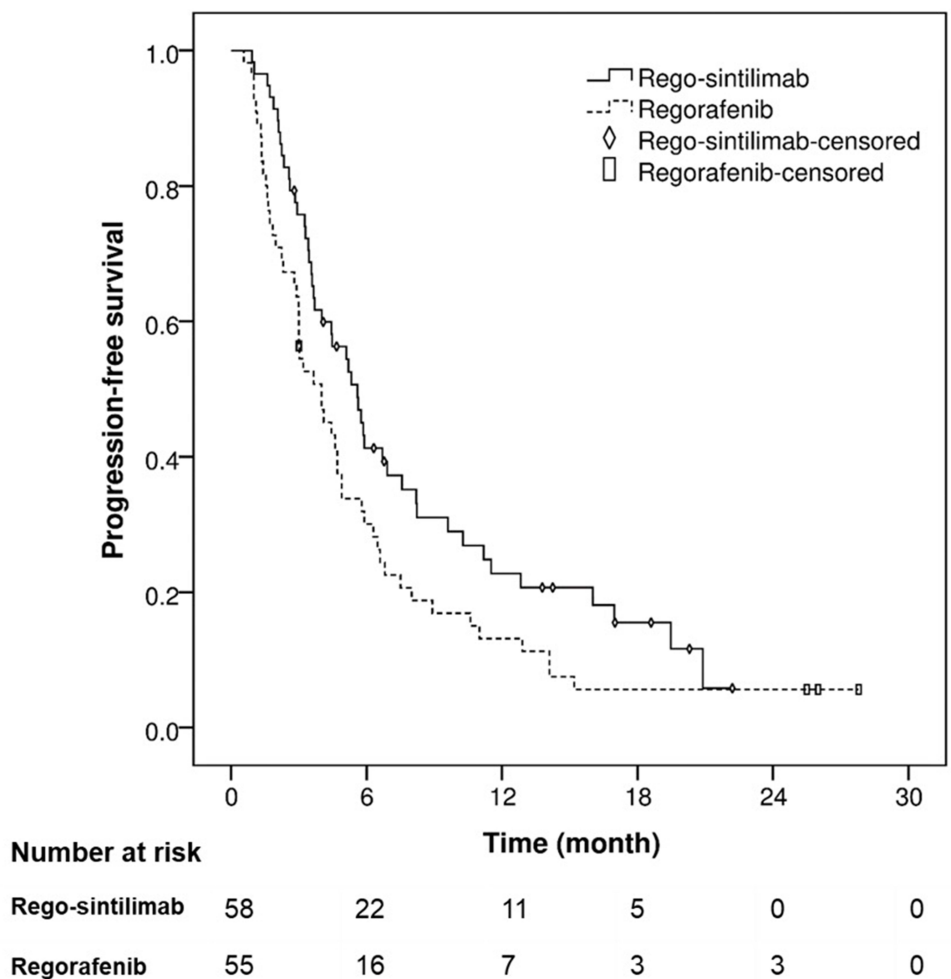 1.0
0.8
0.6
0.4
0.2
0.0
Progression-free survival
Rego-sintilimab
Regorafenib
Rego-sintilimab-censored
Regorafenib-censored
0 6 12 18 24 30
Time (month)
Number at risk
Rego-sintilimab 58 22 11 5 0 0
Regorafenib 55 16 7 3 3 0